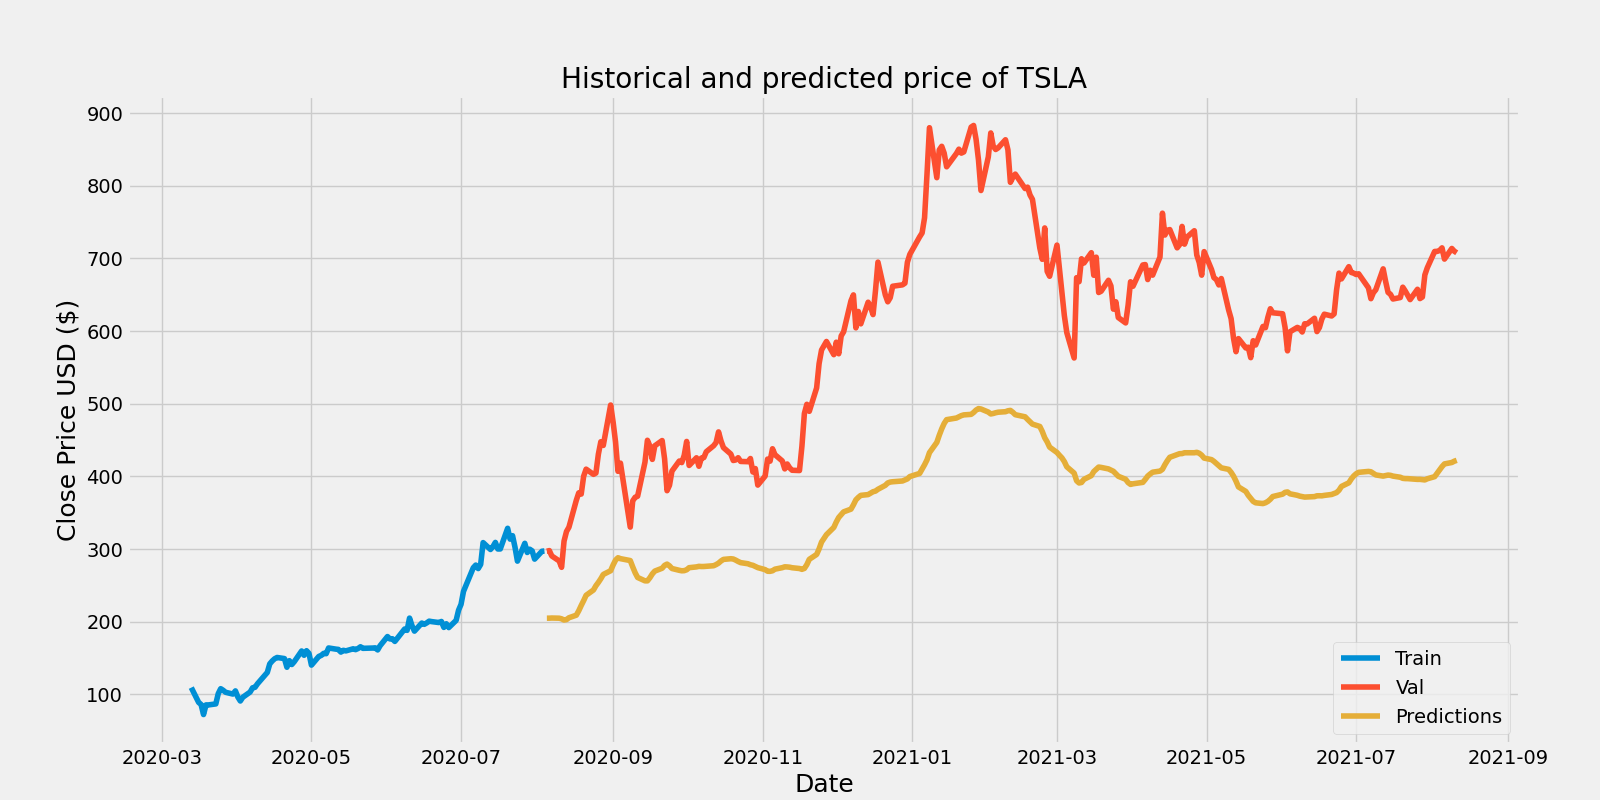 Historical and predicted price of TSLA
Close Price USD ($)
900
800
700
600
500
400
300
200
100
Train
Val
Predictions
2020-03 2020-05 2020-07 2020-09 2020-11 2021-01 2021-03 2021-05 2021-07 2021-09
Date